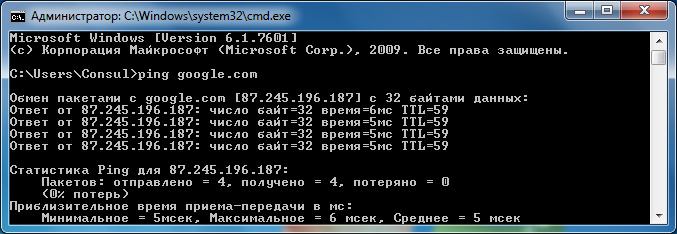 Администратор: C:\Windows\system32\cmd.exe
Microsoft Windows [Version 6.1.7601]
(c) Корпорация Майкрософт (Microsoft Corp.), 2009. Все права защищены.
C:\Users\Consul>ping google.com
Обмен пакетами с google.com [87.245.196.187] с 32 байтами данных:
Ответ от 87.245.196.187: число байт=32 время=6мс TTL=59
Ответ от 87.245.196.187: число байт=32 время=5мс TTL=59
Ответ от 87.245.196.187: число байт=32 время=5мс TTL=59
Ответ от 87.245.196.187: число байт=32 время=5мс TTL=59
Статистика Ping для 87.245.196.187:
Пакетов: отправлено = 4, получено = 4, потеряно = 0
(0% потерь)
Приблизительное время приема-передачи в мс:
Минимальное = 5мсек, Максимальное = 6 мсек, Среднее = 5 мсек